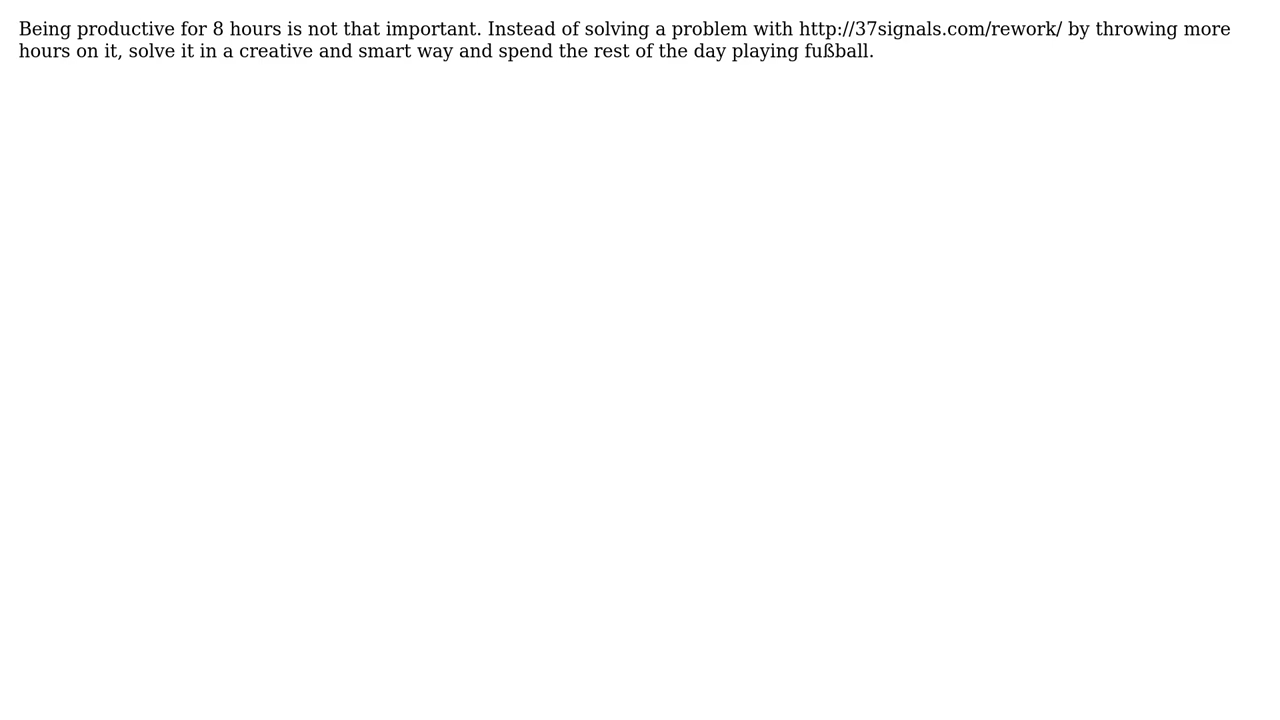 Being productive for 8 hours is not that important. Instead of solving a problem with http://37signals.com/rework/ by throwing more
hours on it, solve it in a creative and smart way and spend the rest of the day playing fußball.